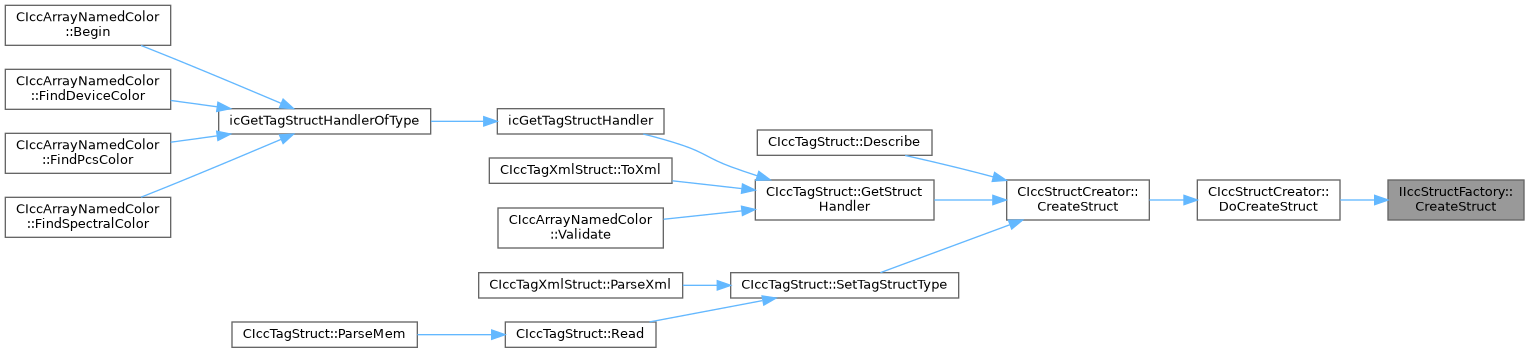 CIccArrayNamedColor
::Begin
CIccArrayNamedColor
::FindDeviceColor
CIccArrayNamedColor
::FindPcsColor
CIccArrayNamedColor
::FindSpectralColor
icGetTagStructHandlerOfType
icGetTagStructHandler
CIccTagXmlStruct::ToXml
CIccArrayNamedColor
::Validate
CIccTagXmlStruct::ParseXml
CIccTagStruct::ParseMem
CIccTagStruct::Read
CIccTagStruct::Describe
CIccTagStruct::GetStruct
Handler
CIccTagStruct::SetTagStructType
CIccStructCreator::
CreateStruct
CIccStructCreator::
DoCreateStruct
IIccStructFactory::
CreateStruct